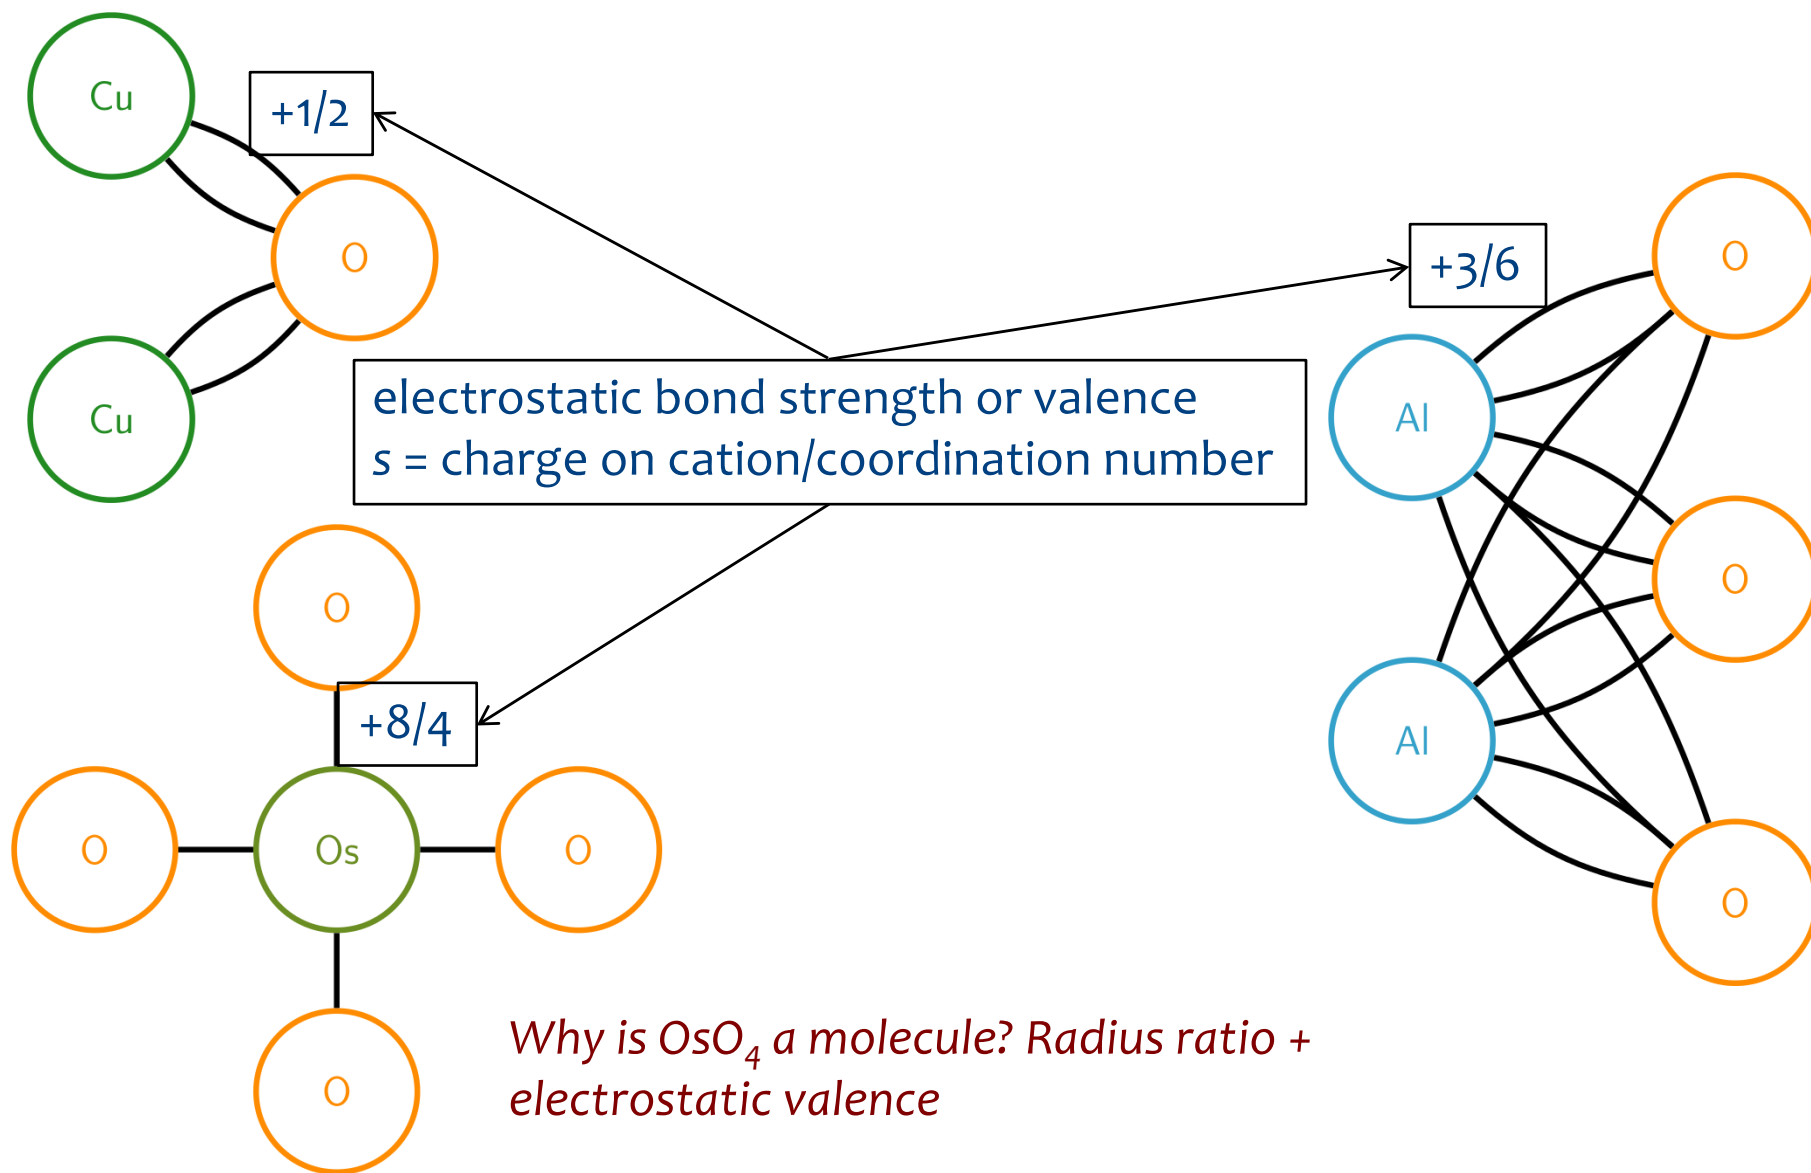 Cu
+1/2
O
Cu
electrostatic bond strength or valence
s = charge on cation/coordination number
+3/6
O
Al
O
Al
O
O
+8/4
O
Os
O
O
Why is OsO₄ a molecule? Radius ratio +
electrostatic valence